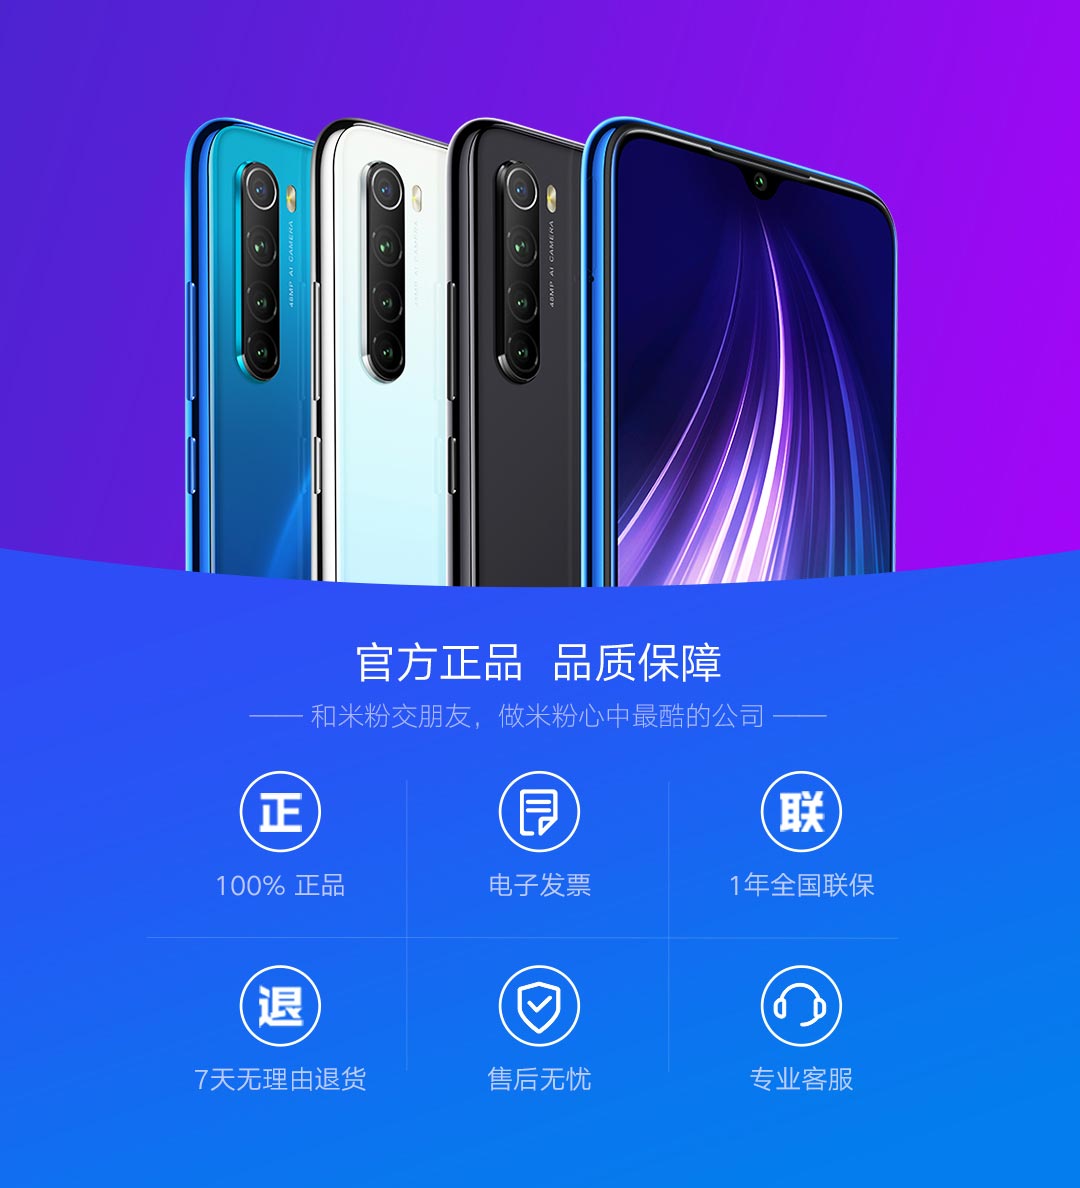 48MP AI CAMERA
48MP AI CAMERA
48MP AI CAMERA
官方正品 品质保障
和米粉交朋友，做米粉心中最酷的公司
正
联
100% 正品
电子发票
1年全国联保
退
7天无理由退货
售后无忧
专业客服